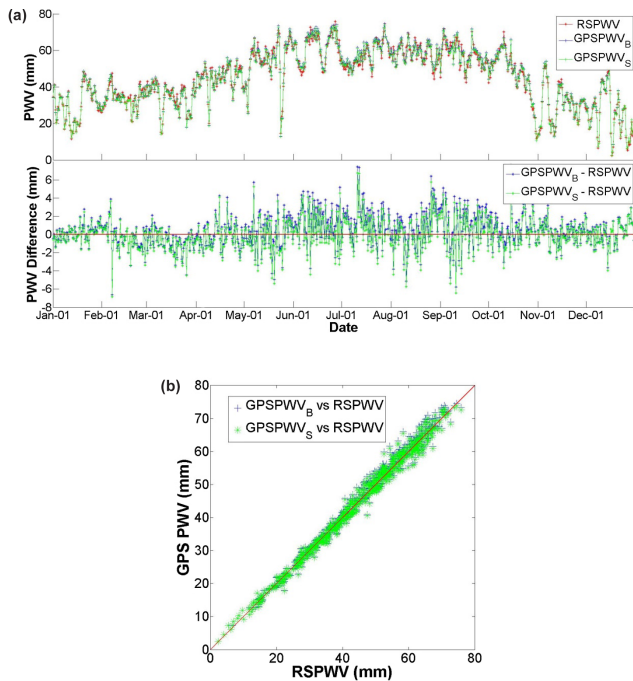 (a)
80
60
40
20
0
PWV (mm)
RSPWV
GPSPWV_B
GPSPWV_S
6
4
2
0
-2
-4
-6
-8
PWV Difference (mm)
GPSPWV_B - RSPWV
GPSPWV_S - RSPWV
Jan-01 Feb-01 Mar-01 Apr-01 May-01 Jun-01 Jul-01 Aug-01 Sep-01 Oct-01 Nov-01 Dec-01
Date
(b)
80
70
60
50
40
30
20
10
0
GPS PWV (mm)
GPSPWV_B vs RSPWV
GPSPWV_S vs RSPWV
0 20 40 60 80
RSPWV (mm)